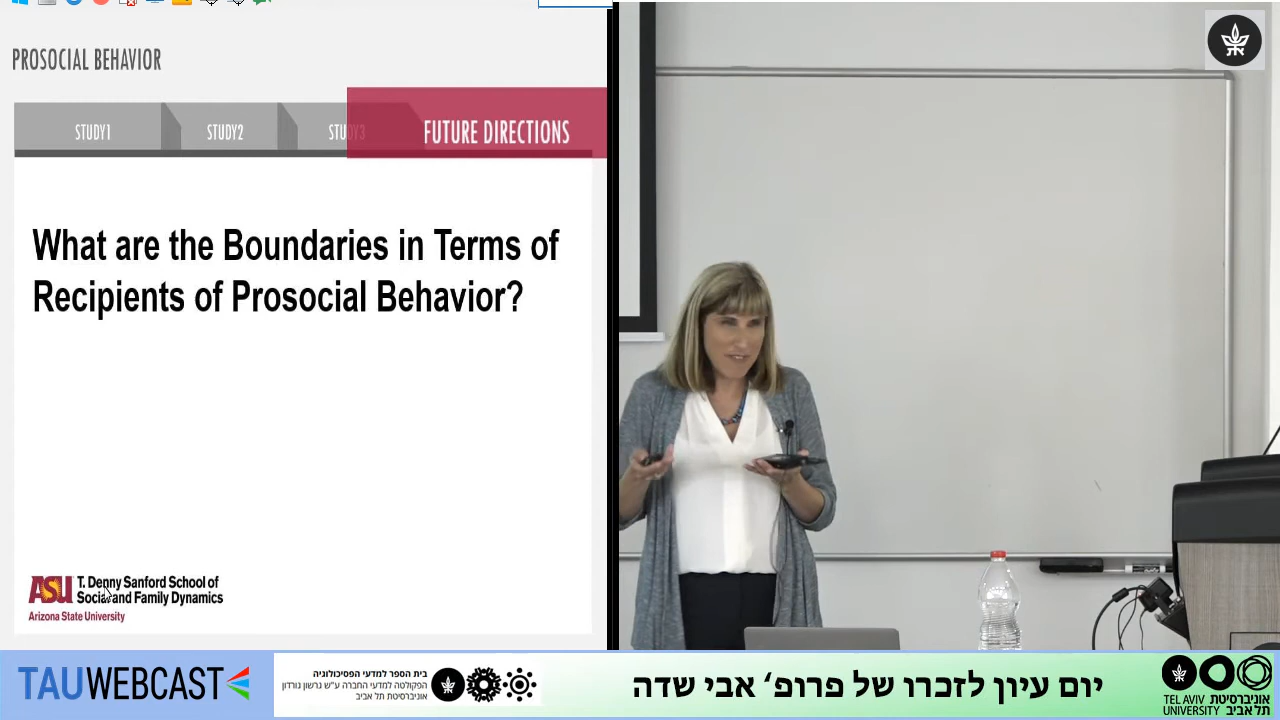 PROSOCIAL BEHAVIOR
STUDY1
STUDY2
STUDY3
FUTURE DIRECTIONS
What are the Boundaries in Terms of
Recipients of Prosocial Behavior?
ASU T. Denny Sanford School of
Social and Family Dynamics
Arizona State University
TAUWEBCAST
בית הספר למדעי הפסיכולוגיה
הפקולטה למדעי החברה ע"ש גרשון גורדון
אוניברסיטת תל אביב
יום עיון לזכרו של פרופ' אבי שדה
TEL AVIV אוניברסיטת
UNIVERSITY תל אביב